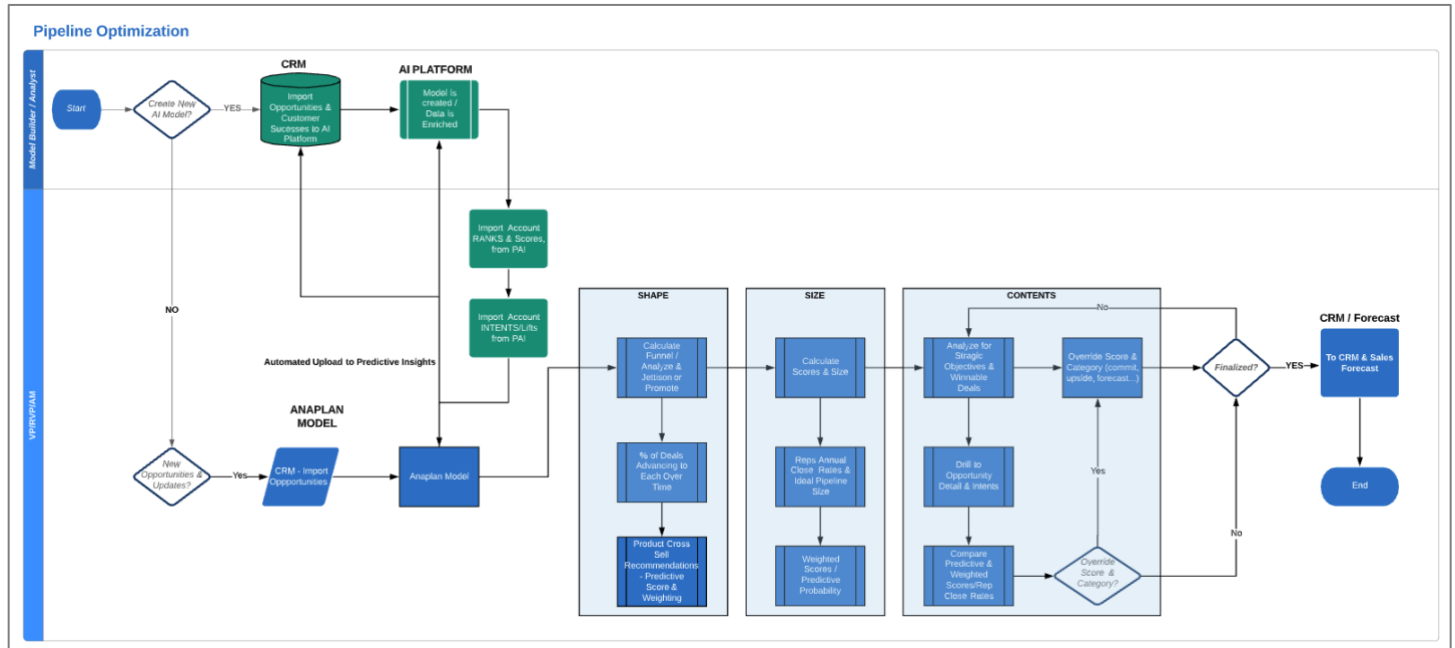 Pipeline Optimization
Model Builder / Analyst
Start
Create New
AI Model?
YES
CRM
Import
Opportunities &
Customer
Sucesses to AI
Platform
AI PLATFORM
Model is
created /
Data is
Enriched
Import Account
RANKS & Scores,
from PAI
Import Account
INTENTS/Lifts
from PAI
NO
Automated Upload to Predictive Insights
VP/RVP/AM
New
Opportunities &
Updates?
Yes
ANAPLAN
MODEL
CRM - Import
Oppportunities
Anaplan Model
SHAPE
Calculate
Funnel /
Analyze &
Jettison or
Promote
% of Deals
Advancing to
Each Over
Time
Product Cross
Sell
Recommendations
- Predictive
Score &
Weighting
SIZE
Calculate
Scores & Size
Reps Annual
Close Rates &
Ideal Pipeline
Size
Weighted
Scores /
Predictive
Probability
CONTENTS
No
Analyze for
Stragic
Objectives &
Winnable
Deals
Override Score &
Category (commit,
upside, forecast...)
Drill to
Opportunity
Detail & Intents
Yes
Compare
Predictive &
Weighted
Scores/Rep
Close Rates
Override
Score &
Category?
No
Finalized?
YES
CRM / Forecast
To CRM & Sales
Forecast
End